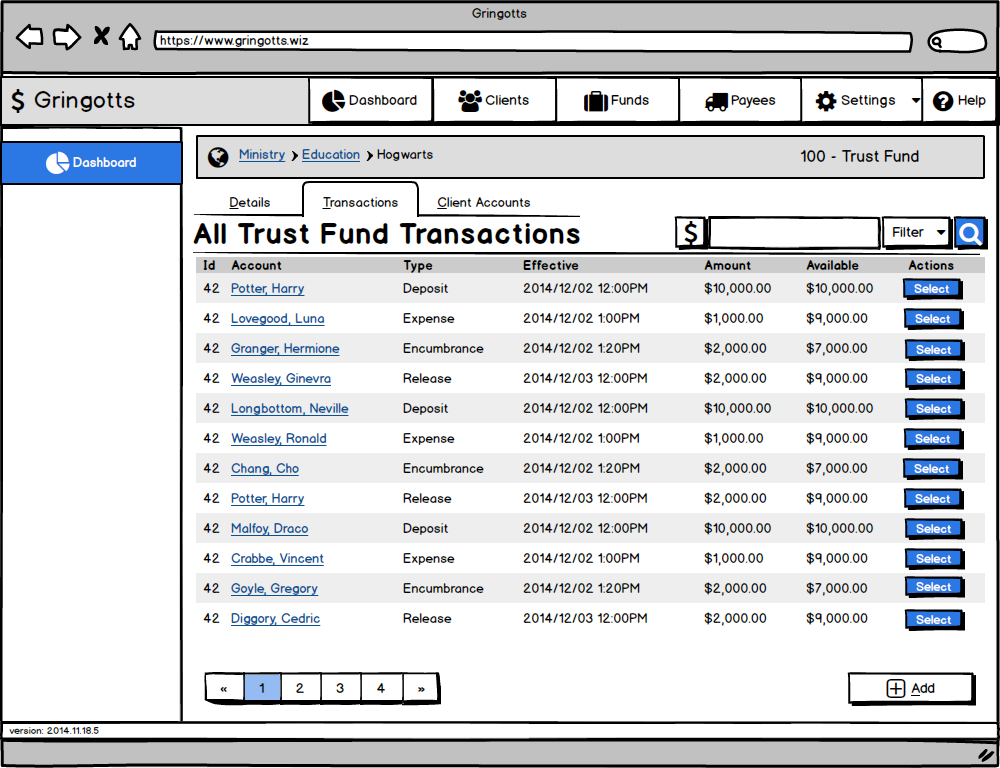 Gringotts
https://www.gringotts.wiz
$ Gringotts Dashboard Clients Funds Payees Settings Help
Dashboard
Ministry Education Hogwarts 100 - Trust Fund
Details Transactions Client Accounts
All Trust Fund Transactions $ Filter
Id Account Type Effective Amount Available Actions
42 Potter, Harry Deposit 2014/12/02 12:00PM $10,000.00 $10,000.00 Select
42 Lovegood, Luna Expense 2014/12/02 1:00PM $1,000.00 $9,000.00 Select
42 Granger, Hermione Encumbrance 2014/12/02 1:20PM $2,000.00 $7,000.00 Select
42 Weasley, Ginevra Release 2014/12/03 12:00PM $2,000.00 $9,000.00 Select
42 Longbottom, Neville Deposit 2014/12/02 12:00PM $10,000.00 $10,000.00 Select
42 Weasley, Ronald Expense 2014/12/02 1:00PM $1,000.00 $9,000.00 Select
42 Chang, Cho Encumbrance 2014/12/02 1:20PM $2,000.00 $7,000.00 Select
42 Potter, Harry Release 2014/12/03 12:00PM $2,000.00 $9,000.00 Select
42 Malfoy, Draco Deposit 2014/12/02 12:00PM $10,000.00 $10,000.00 Select
42 Crabbe, Vincent Expense 2014/12/02 1:00PM $1,000.00 $9,000.00 Select
42 Goyle, Gregory Encumbrance 2014/12/02 1:20PM $2,000.00 $7,000.00 Select
42 Diggory, Cedric Release 2014/12/03 12:00PM $2,000.00 $9,000.00 Select
« 1 2 3 4 » Add
version: 2014.11.18.5